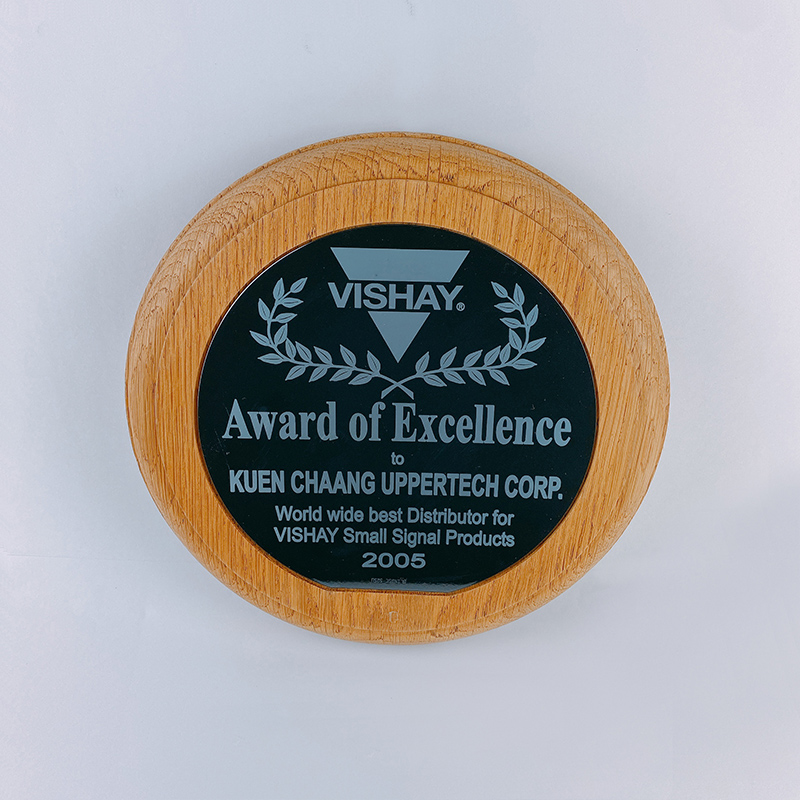 VISHAY®
Award of Excellence
to
KUEN CHAANG UPPERTECH CORP.
World wide best Distributor for
VISHAY Small Signal Products
2005